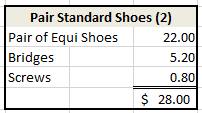 Pair Standard Shoes (2)
Pair of Equi Shoes 22.00
Bridges 5.20
Screws 0.80
$ 28.00